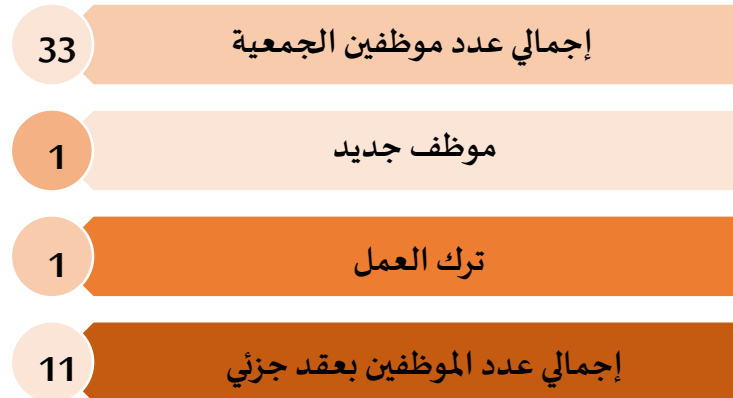 إجمالي عدد موظفين الجمعية
33
موظف جديد
1
ترك العمل
1
إجمالي عدد الموظفين بعقد جزئي
11